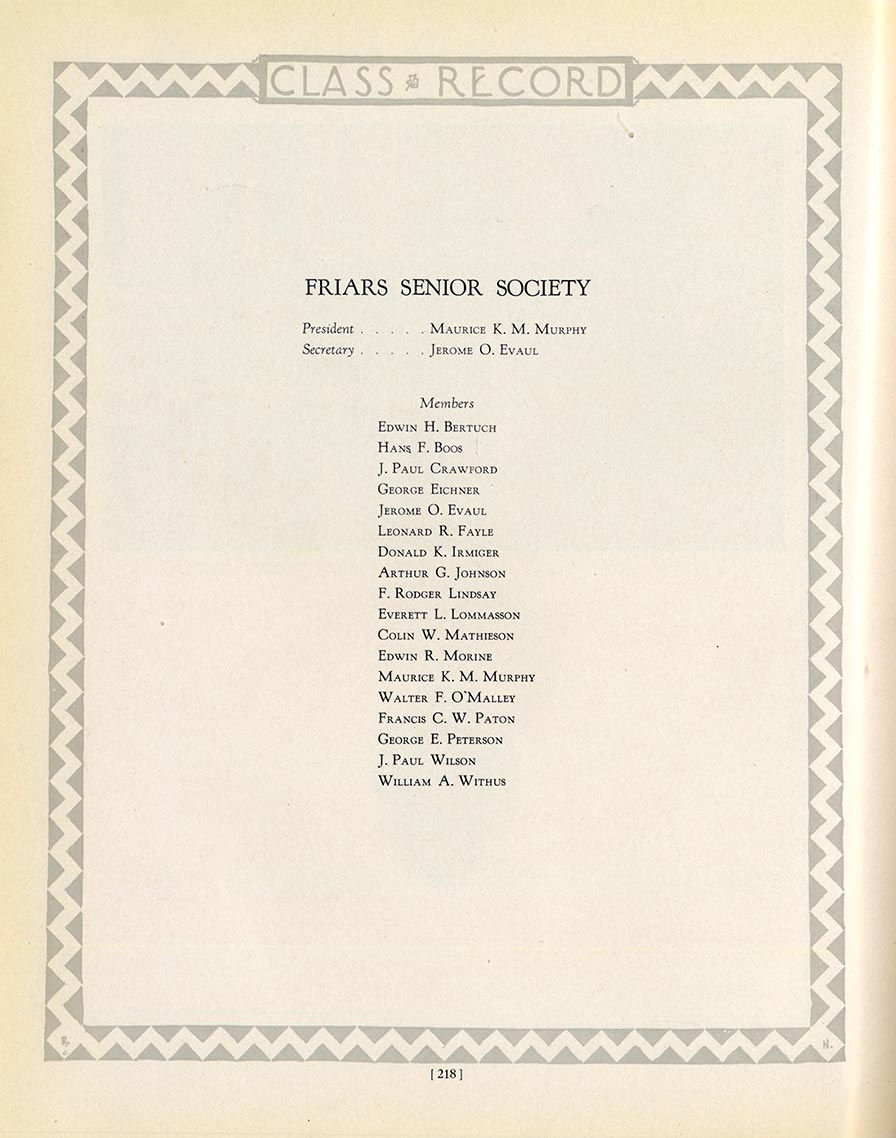 CLASS RECORD
FRIARS SENIOR SOCIETY
President . . . . . MAURICE K. M. MURPHY
Secretary . . . . . JEROME O. EVAUL
Members
EDWIN H. BERTUCH
HANS F. BOOS
J. PAUL CRAWFORD
GEORGE EICHNER
JEROME O. EVAUL
LEONARD R. FAYLE
DONALD K. IRMIGER
ARTHUR G. JOHNSON
F. RODGER LINDSAY
EVERETT L. LOMMASSON
COLIN W. MATHIESON
EDWIN R. MORINE
MAURICE K. M. MURPHY
WALTER F. O'MALLEY
FRANCIS C. W. PATON
GEORGE E. PETERSON
J. PAUL WILSON
WILLIAM A. WITHUS
N.
[ 218 ]